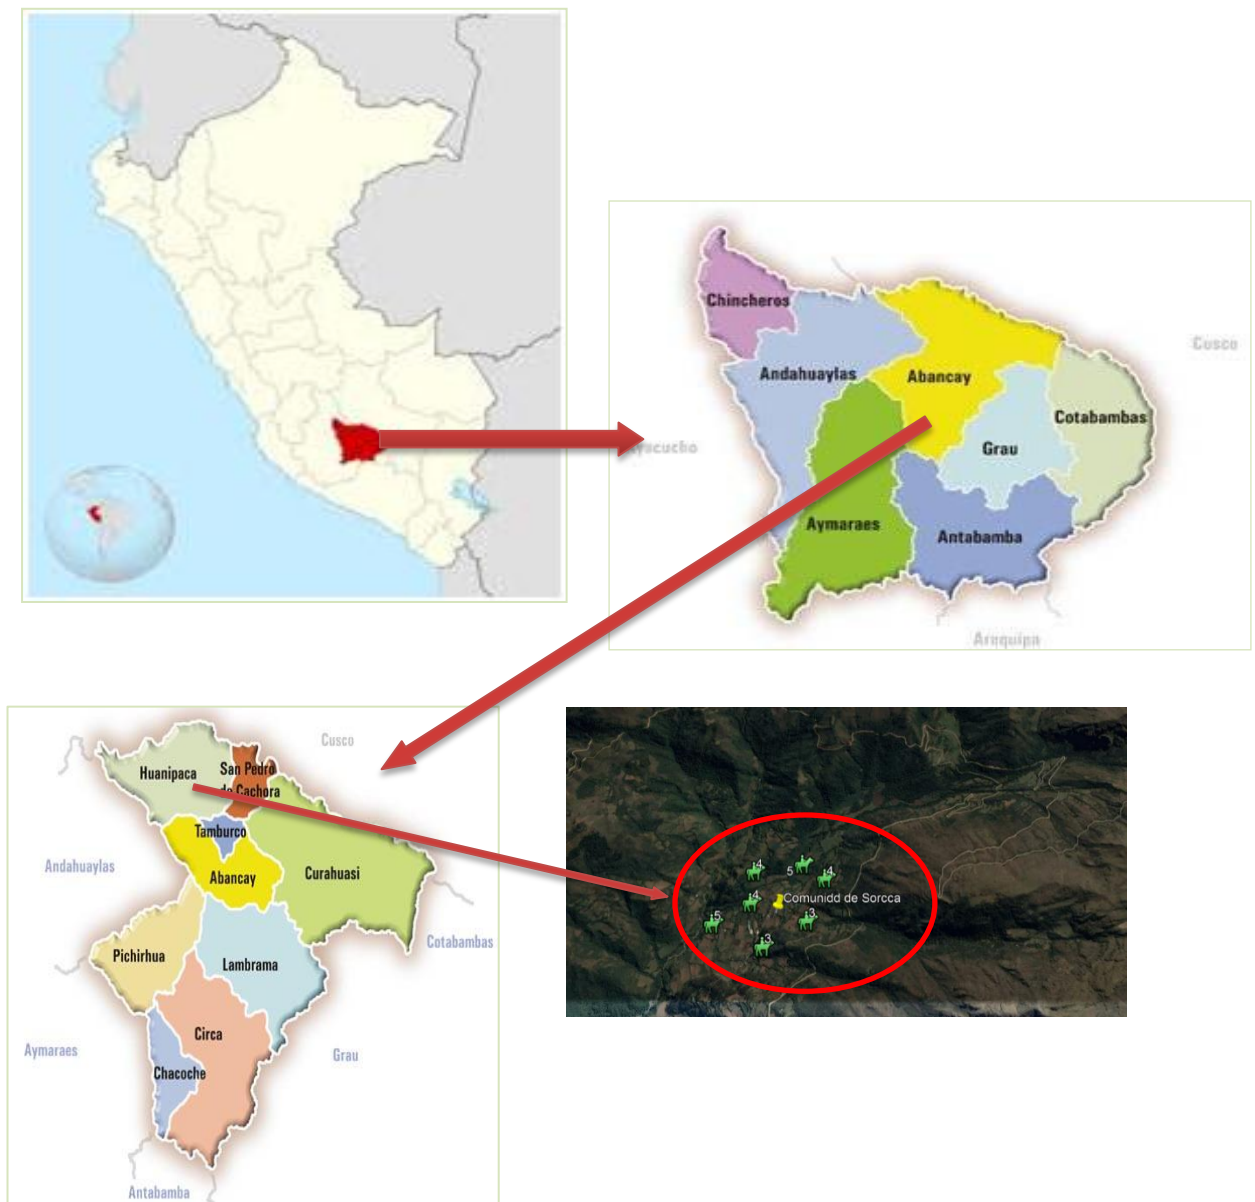 Chincheros
Cusco
Andahuaylas
Abancay
Cotabambas
Grau
Aymaraes
Antabamba
Arequipa
Cusco
Huanipaca
San Pedro
de Cachora
Tamburco
Andahuaylas
Abancay
Curahuasi
Cotabambas
Pichirhua
Lambrama
Circa
Aymaraes
Grau
Chacoche
Antabamba
4
5
4
4
Comunidd de Sorcca
5
3
3